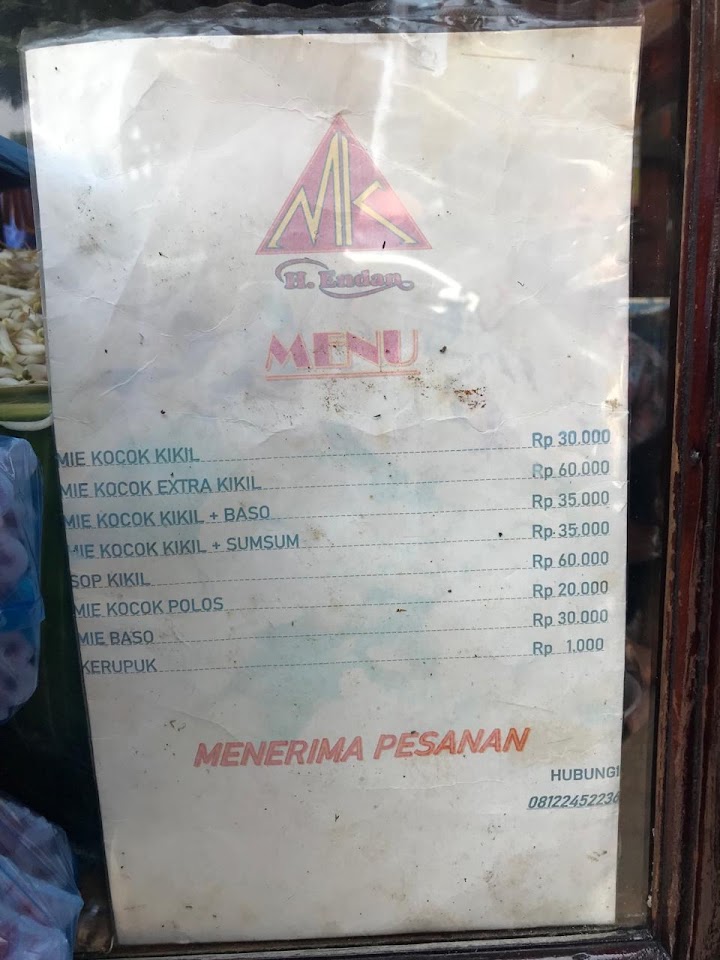 MK
H. Endan
MENU
MIE KOCOK KIKIL Rp 30.000
MIE KOCOK EXTRA KIKIL Rp 60.000
MIE KOCOK KIKIL + BASO Rp 35.000
MIE KOCOK KIKIL + SUMSUM Rp 35.000
SOP KIKIL Rp 60.000
MIE KOCOK POLOS Rp 20.000
MIE BASO Rp 30.000
KERUPUK Rp 1.000
MENERIMA PESANAN
HUBUNGI
08122452236